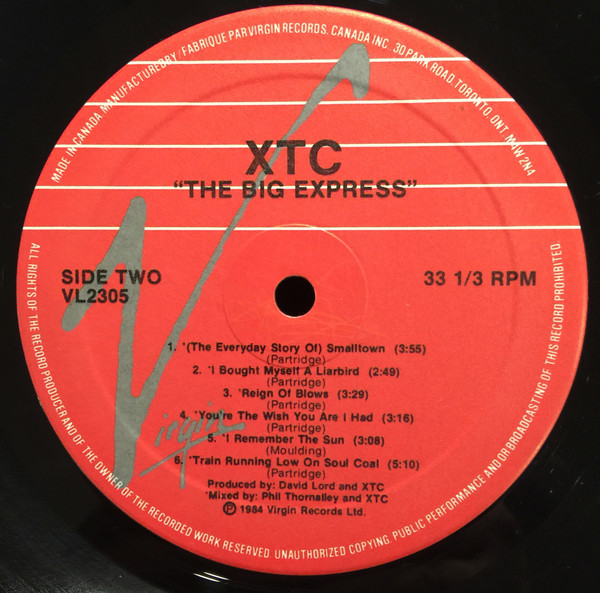 MADE IN CANADA MANUFACTURED BY/FABRIQUE PAR VIRGIN RECORDS. CANADA INC. 30 PARK ROAD. TORONTO. ONT. M4W 2N4
XTC
"THE BIG EXPRESS"
SIDE TWO
VL2305
33 1/3 RPM
1. *(The Everyday Story Of) Smalltown (3:55)
(Partridge)
2. *I Bought Myself A Liarbird (2:49)
(Partridge)
3. *Reign Of Blows (3:29)
(Partridge)
4. *You're The Wish You Are I Had (3:16)
(Partridge)
5. *I Remember The Sun (3:08)
(Moulding)
6. *Train Running Low On Soul Coal (5:10)
(Partridge)
Produced by: David Lord and XTC
*Mixed by: Phil Thornalley and XTC
℗ 1984 Virgin Records Ltd.
Virgin
ALL RIGHTS OF THE RECORD PRODUCER AND OF THE OWNER OF THE RECORDED WORK RESERVED. UNAUTHORIZED COPYING. PUBLIC PERFORMANCE AND/OR BROADCASTING OF THIS RECORD PROHIBITED.